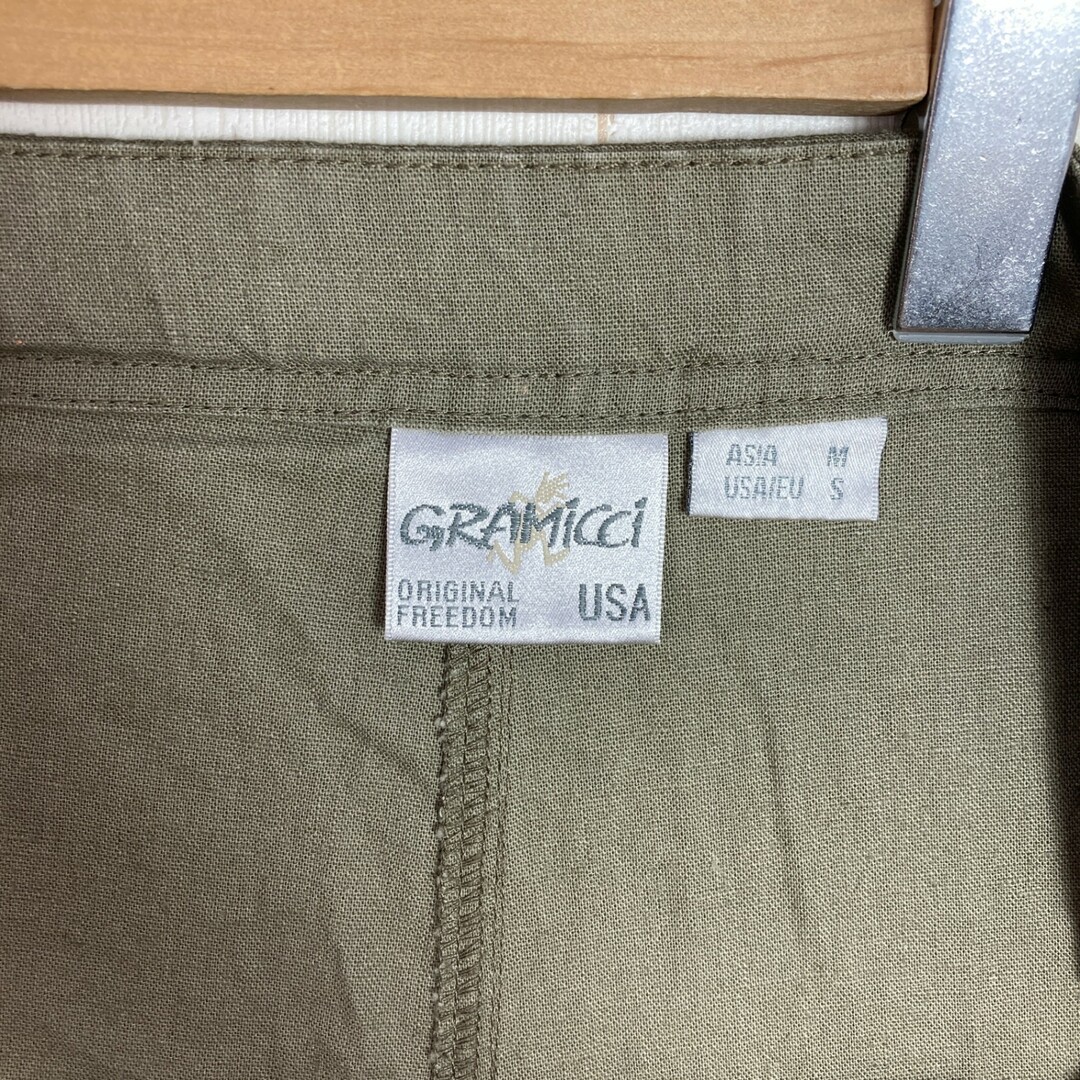 GRAMiCCi
ORIGINAL
FREEDOM USA
ASIA M
USA/EU S